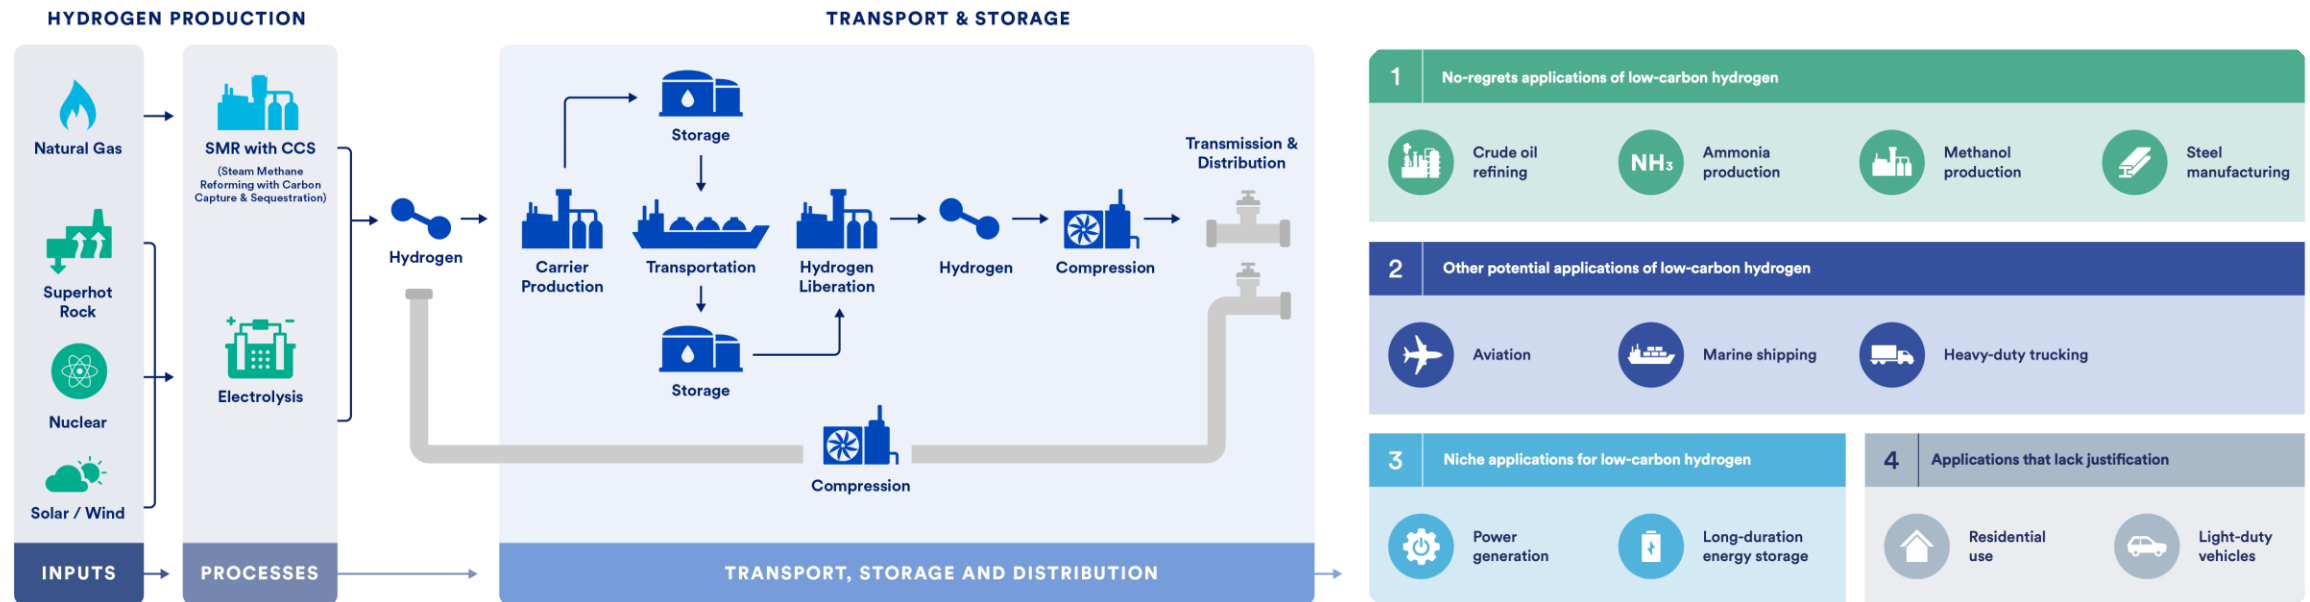 HYDROGEN PRODUCTION
TRANSPORT & STORAGE
Natural Gas
Superhot
Rock
Nuclear
Solar / Wind
INPUTS
SMR with CCS
(Steam Methane
Reforming with Carbon
Capture & Sequestration)
Electrolysis
PROCESSES
Hydrogen
Carrier
Production
Storage
Transportation
Storage
Hydrogen
Liberation
Hydrogen
Compression
Transmission &
Distribution
Compression
TRANSPORT, STORAGE AND DISTRIBUTION
1
No-regrets applications of low-carbon hydrogen
Crude oil
refining
NH₃
Ammonia
production
Methanol
production
Steel
manufacturing
2
Other potential applications of low-carbon hydrogen
Aviation
Marine shipping
Heavy-duty trucking
3
Niche applications for low-carbon hydrogen
Power
generation
Long-duration
energy storage
4
Applications that lack justification
Residential
use
Light-duty
vehicles